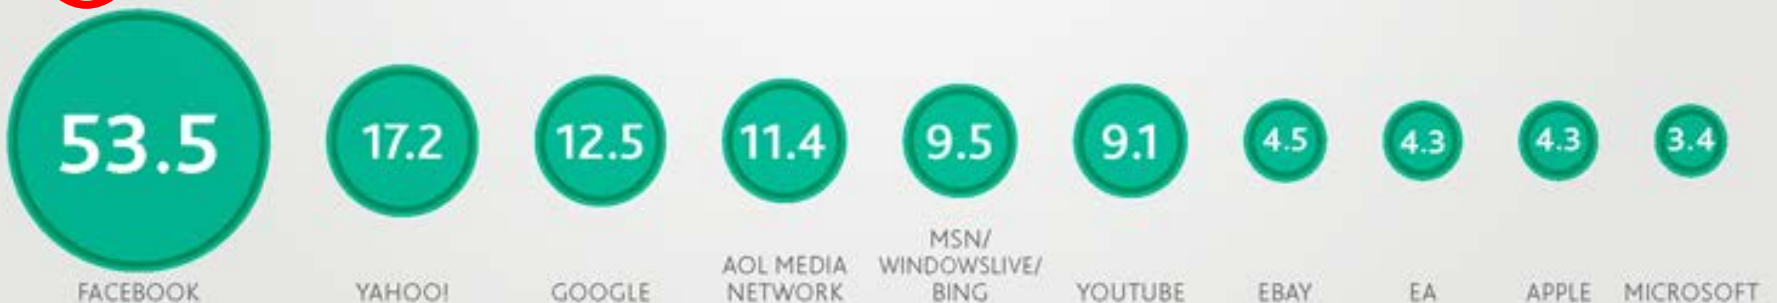 53.5
17.2
12.5
11.4
9.5
9.1
4.5
4.3
4.3
3.4
FACEBOOK
YAHOO!
GOOGLE
AOL MEDIA
NETWORK
MSN/
WINDOWSLIVE/
BING
YOUTUBE
EBAY
EA
APPLE
MICROSOFT